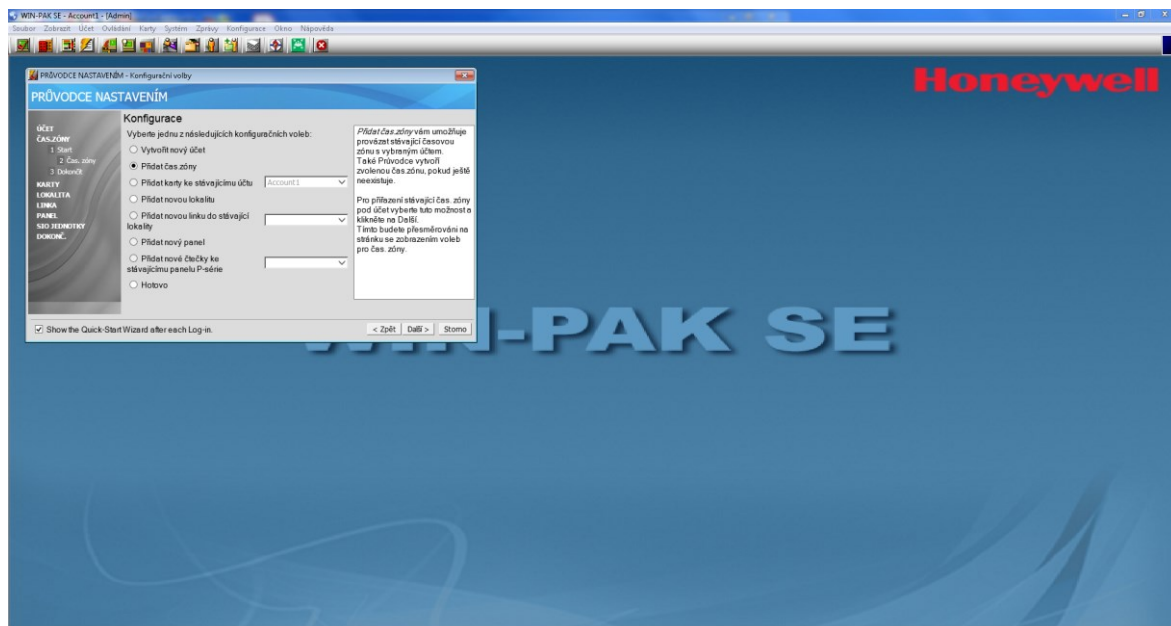 WIN-PAK SE - Account1 - [Admin]
Soubor Zobrazit Účet Ovládání Karty Systém Zprávy Konfigurace Okno Nápověda
Honeywell
PRŮVODCE NASTAVENÍM - Konfigurační volby
PRŮVODCE NASTAVENÍM
ÚČET
ČAS.ZÓNY
1 Start
2 Čas. zóny
3 Dokončit
KARTY
LOKALITA
LINKA
PANEL
SIO JEDNOTKY
DOKONČ.
Konfigurace
Vyberte jednu z následujících konfiguračních voleb:
Vytvořit nový účet
Přidat čas.zóny
Přidat karty ke stávajícímu účtu Account1
Přidat novou lokalitu
Přidat novou linku do stávající
lokality
Přidat nový panel
Přidat nové čtečky ke
stávajícímu panelu P-série
Hotovo
Přidat čas.zóny vám umožňuje
provázat stávající časovou
zónu s vybraným účtem.
Také Průvodce vytvoří
zvolenou čas.zónu, pokud ještě
neexistuje.
Pro přiřazení stávající čas. zóny
pod účet vyberte tuto možnost a
klikněte na Další.
Tímto budete přesměrováni na
stránku se zobrazením voleb
pro čas. zóny.
Show the Quick-Start Wizard after each Log-in.
< Zpět Další > Storno
WIN-PAK SE